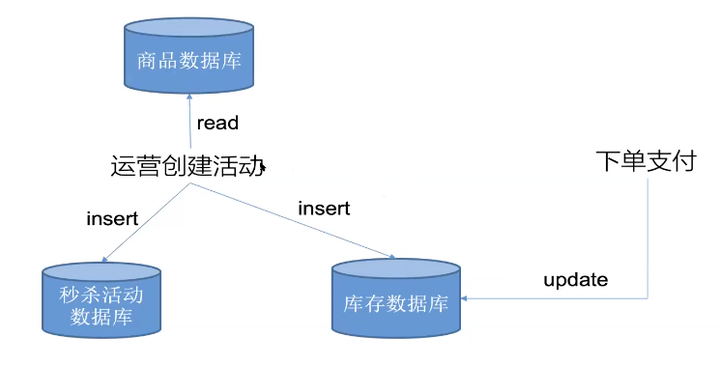 商品数据库
read
运营创建活动
下单支付
insert
insert
秒杀活动
数据库
库存数据库
update